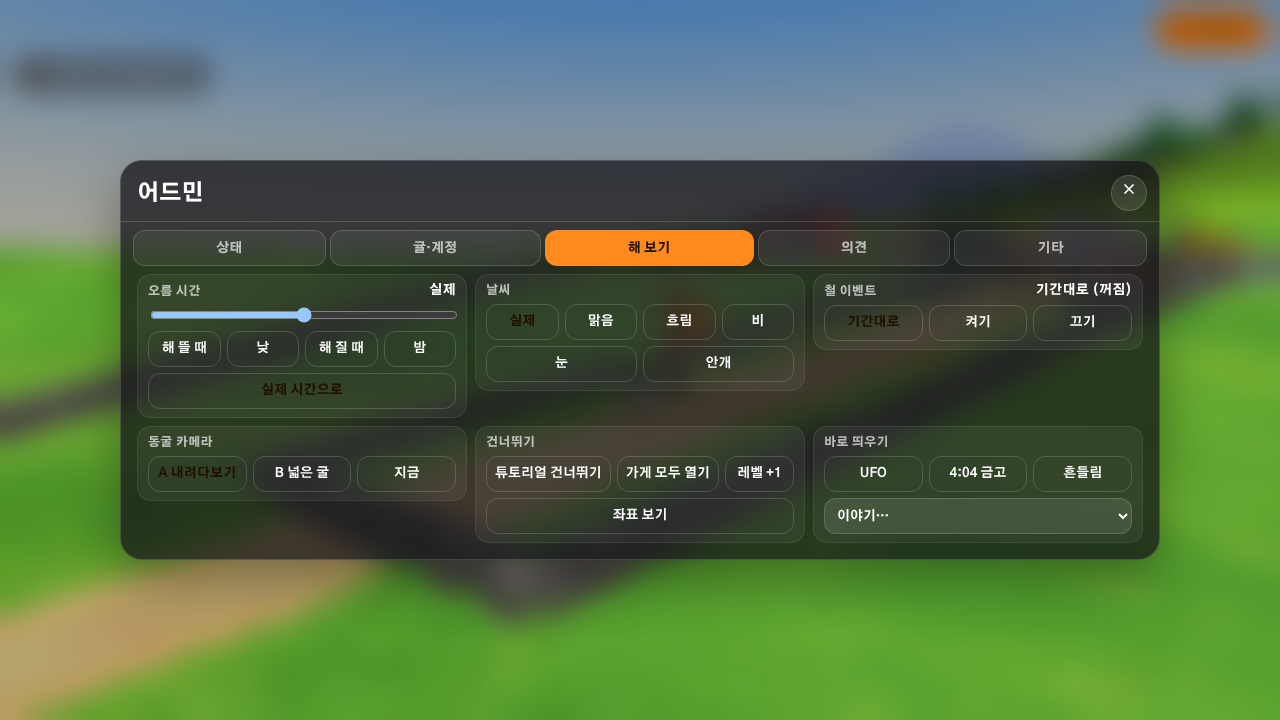 어드민
×
상태 귤·계정 해 보기 의견 기타
오름 시간 실제
해 뜰 때 낮 해 질 때 밤
실제 시간으로
날씨
실제 맑음 흐림 비
눈 안개
철 이벤트 기간대로 (꺼짐)
기간대로 켜기 끄기
동굴 카메라
A 내려다보기 B 넓은 굴 지금
건너뛰기
튜토리얼 건너뛰기 가게 모두 열기 레벨 +1
좌표 보기
바로 띄우기
UFO 4:04 금고 흔들림
이야기…